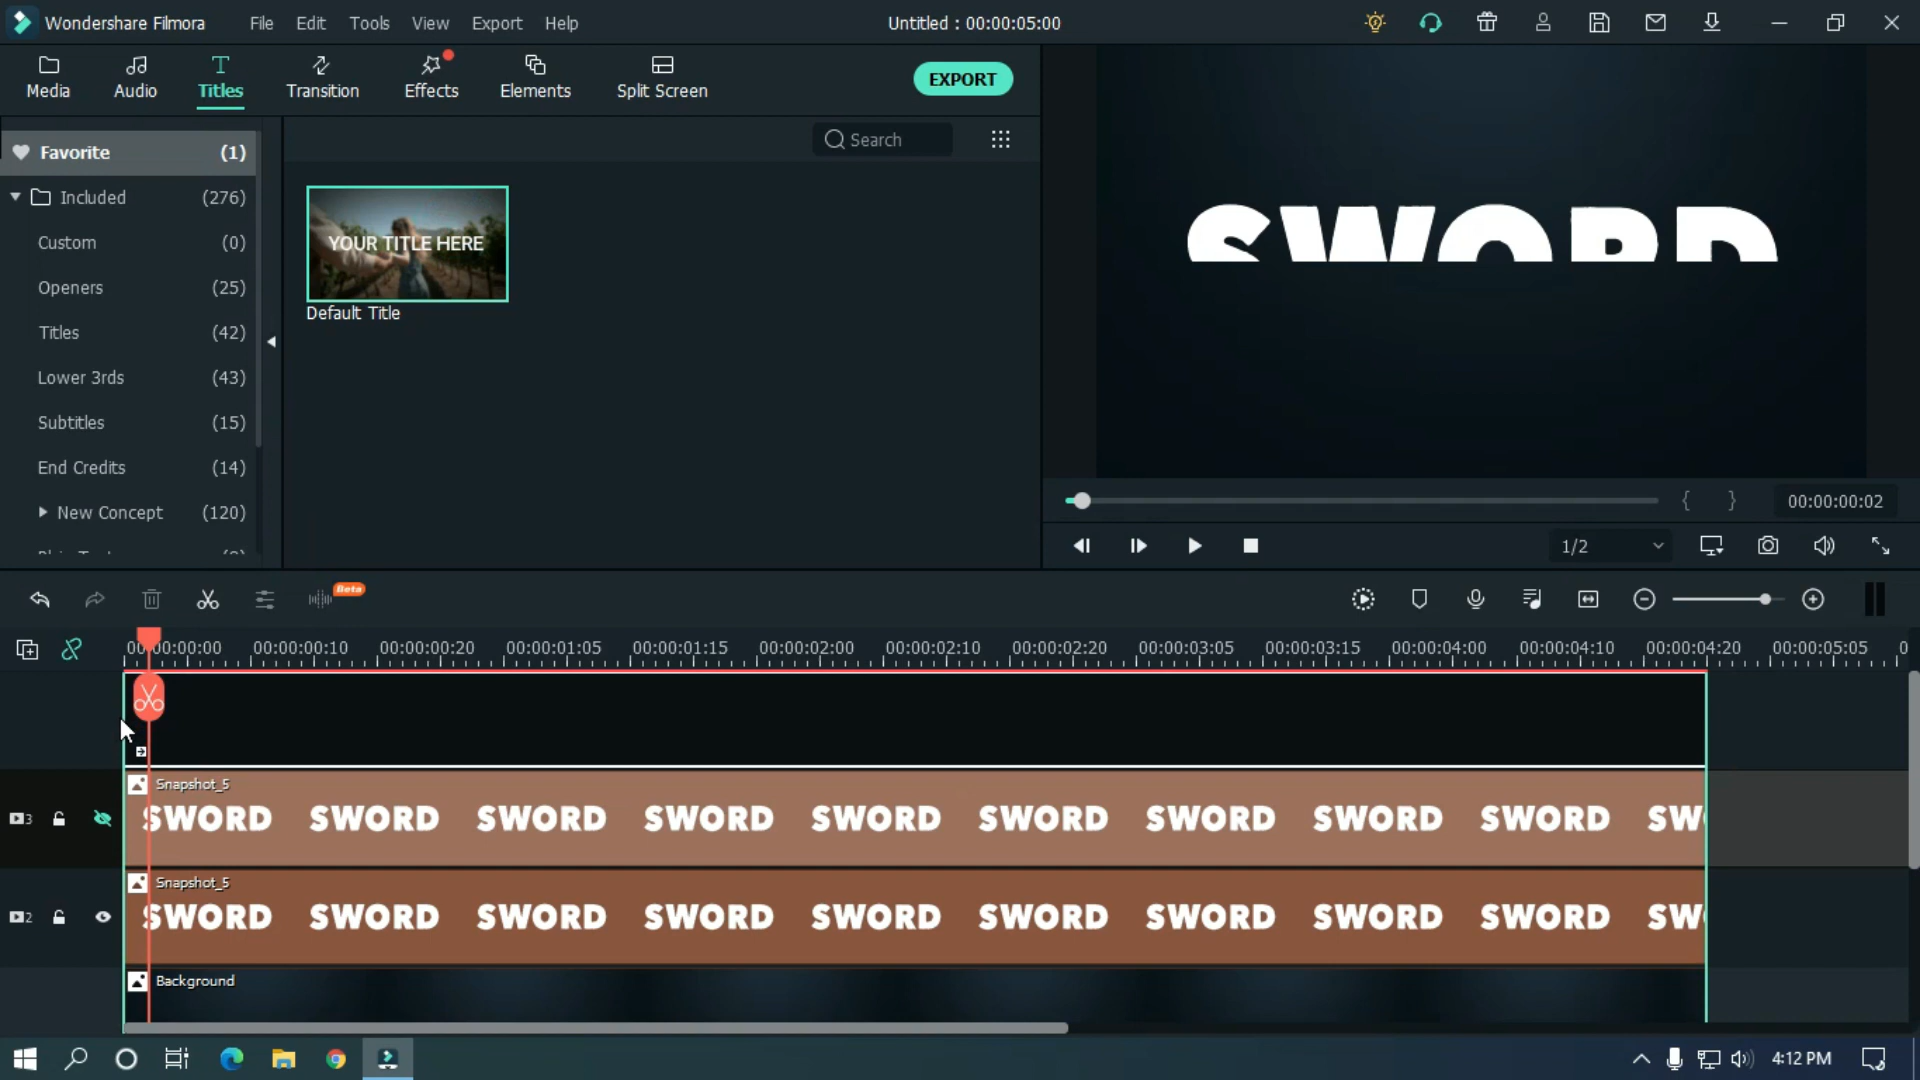 Wondershare Filmora
File Edit Tools View Export Help
Untitled : 00:00:05:00
Media Audio Titles Transition Effects Elements Split Screen
EXPORT
Favorite (1)
Search
Included (276)
Custom (0)
Openers (25)
Titles (42)
Lower 3rds (43)
Subtitles (15)
End Credits (14)
New Concept (120)
YOUR TITLE HERE
Default Title
SWORD
{ } 00:00:00:02
1/2
Beta
00:00:00:10 00:00:00:20 00:00:01:05 00:00:01:15 00:00:02:00 00:00:02:10 00:00:02:20 00:00:03:05 00:00:03:15 00:00:04:00 00:00:04:10 00:00:04:20 00:00:05:05
Snapshot_5
3 SWORD SWORD SWORD SWORD SWORD SWORD SWORD SWORD SWORD SW
Snapshot_5
2 SWORD SWORD SWORD SWORD SWORD SWORD SWORD SWORD SWORD SW
Background
4:12 PM